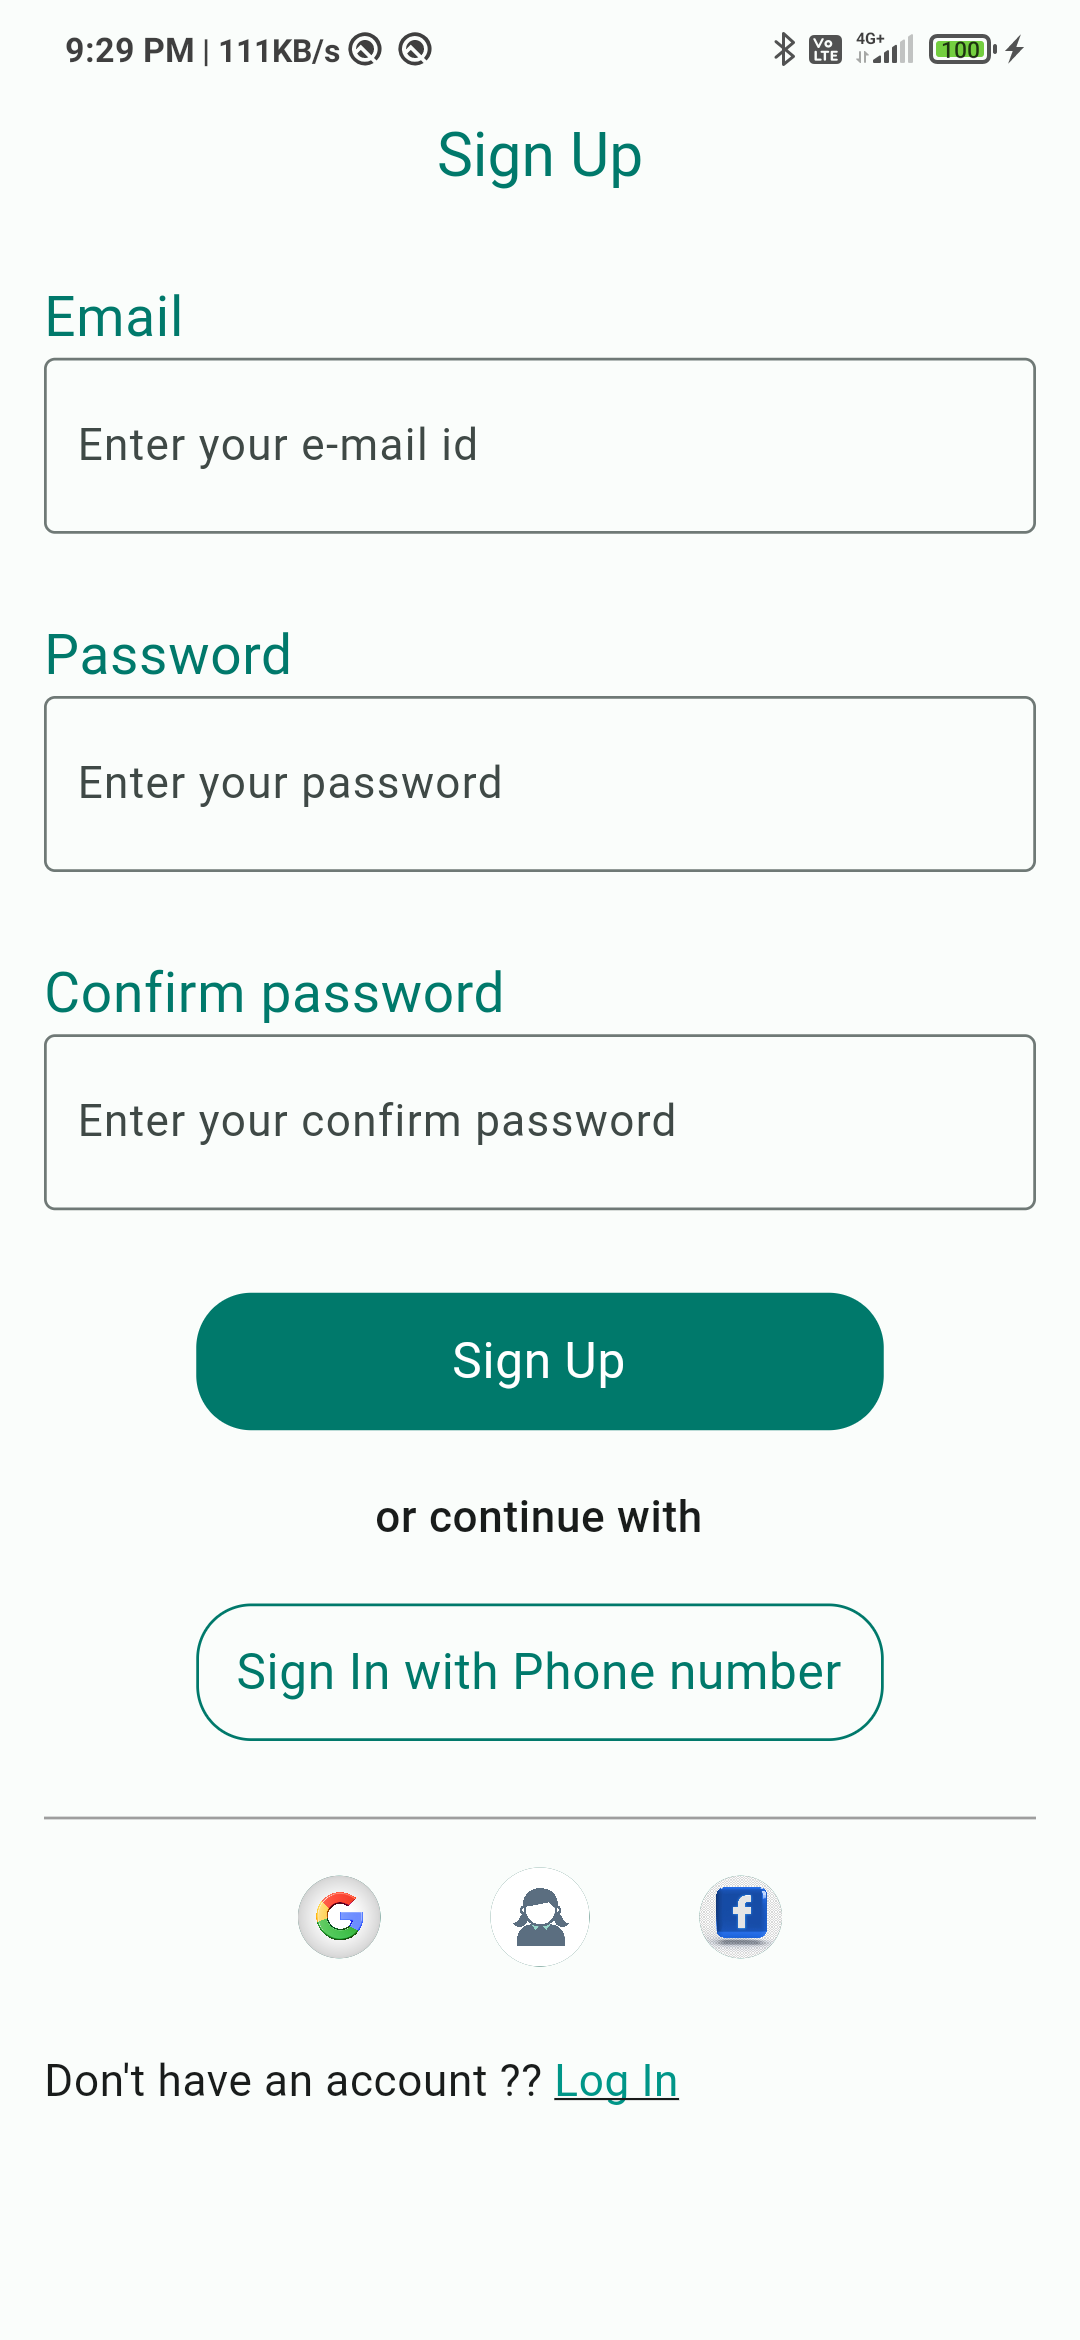 9:29 PM | 111KB/s Vo LTE 4G+ 100
Sign Up
Email
Enter your e-mail id
Password
Enter your password
Confirm password
Enter your confirm password
Sign Up
or continue with
Sign In with Phone number
G f
Don't have an account ?? Log In